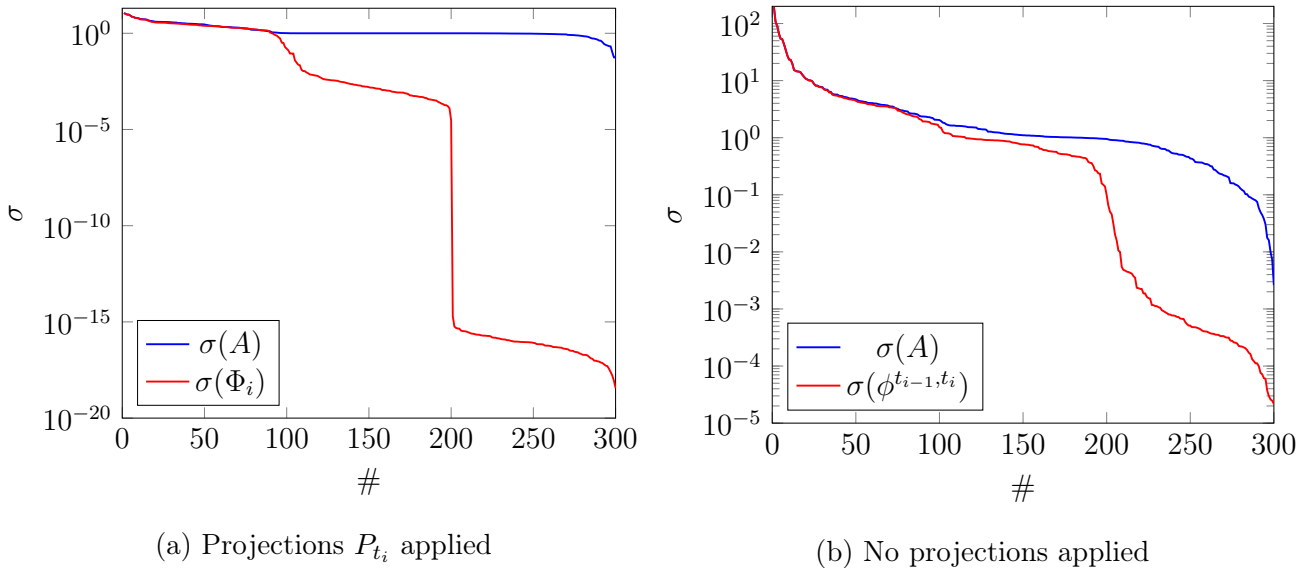 10^0
10^{-5}
10^{-10}
10^{-15}
10^{-20}
σ
σ(A)
σ(Φ_i)
0 50 100 150 200 250 300
#
(a) Projections P_{t_i} applied
10^2
10^1
10^0
10^{-1}
10^{-2}
10^{-3}
10^{-4}
10^{-5}
σ
σ(A)
σ(ϕ^{t_{i-1},t_i})
0 50 100 150 200 250 300
#
(b) No projections applied